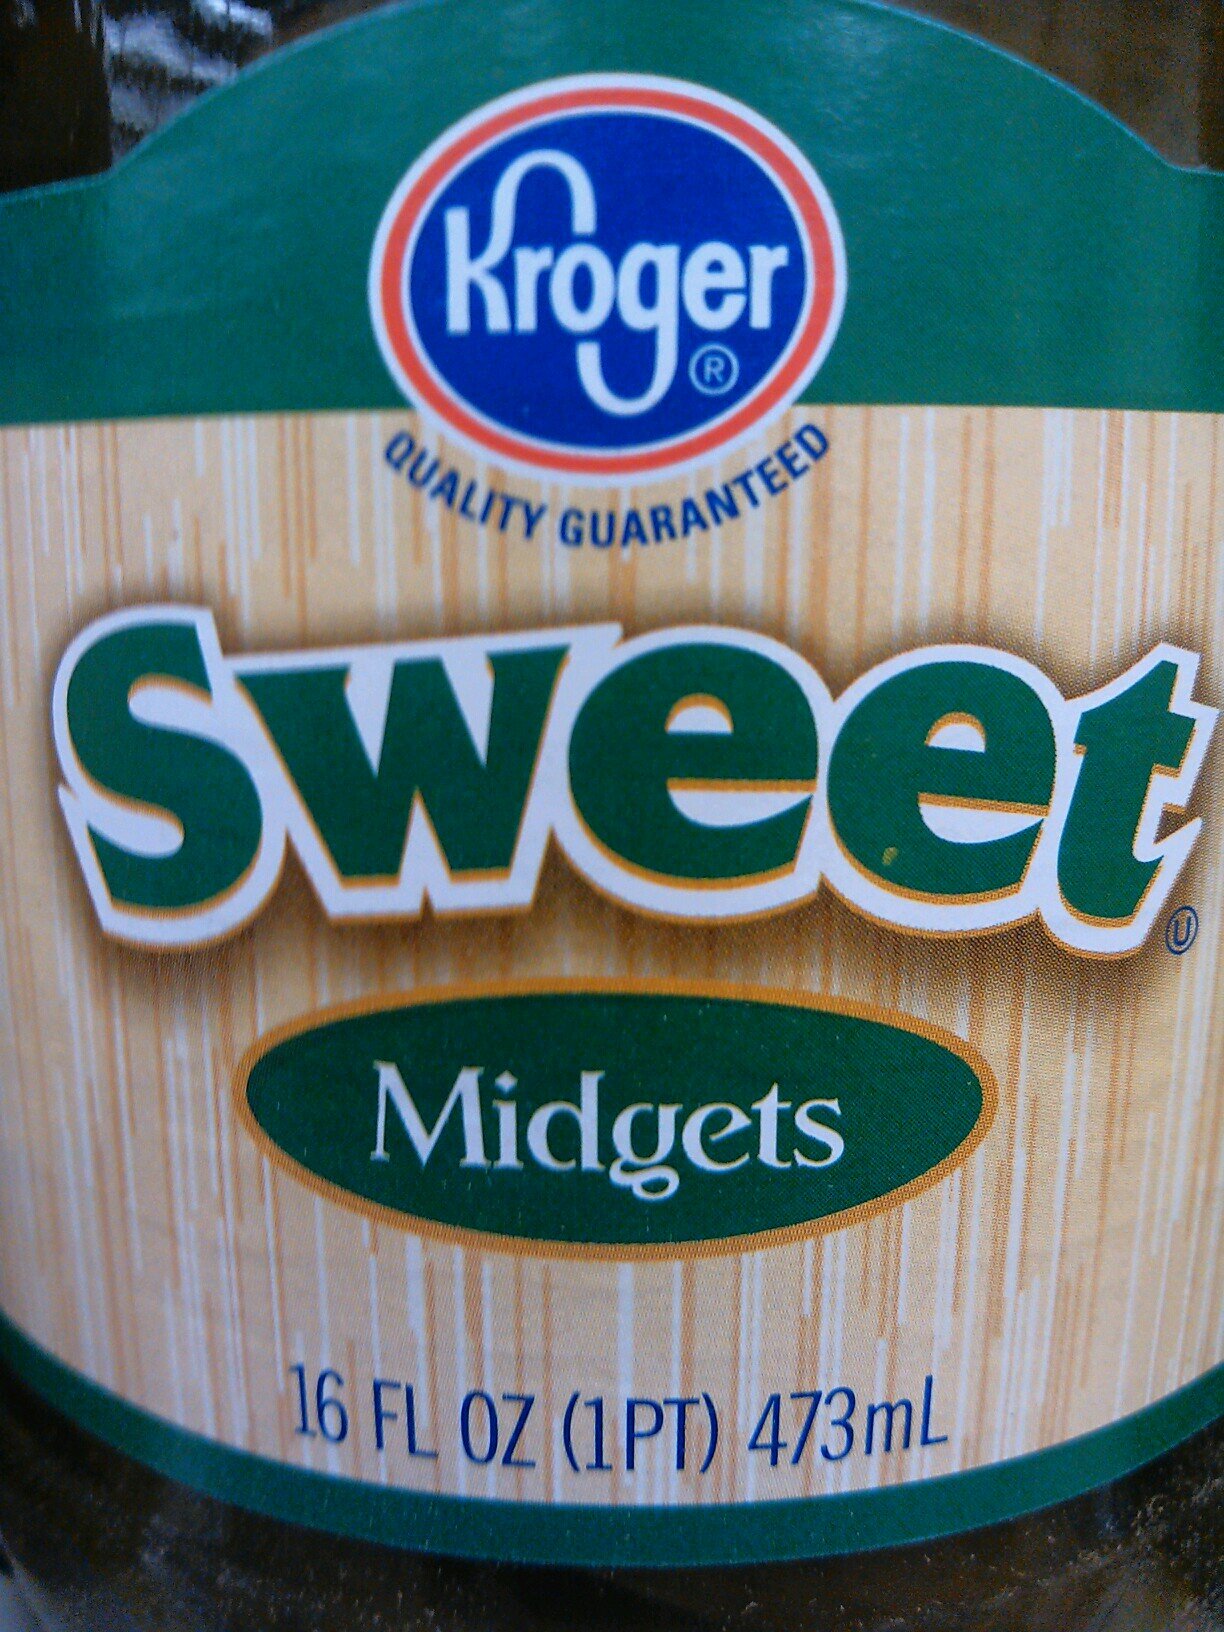 Kroger ®
QUALITY GUARANTEED
Sweet
U
Midgets
16 FL OZ (1PT) 473mL